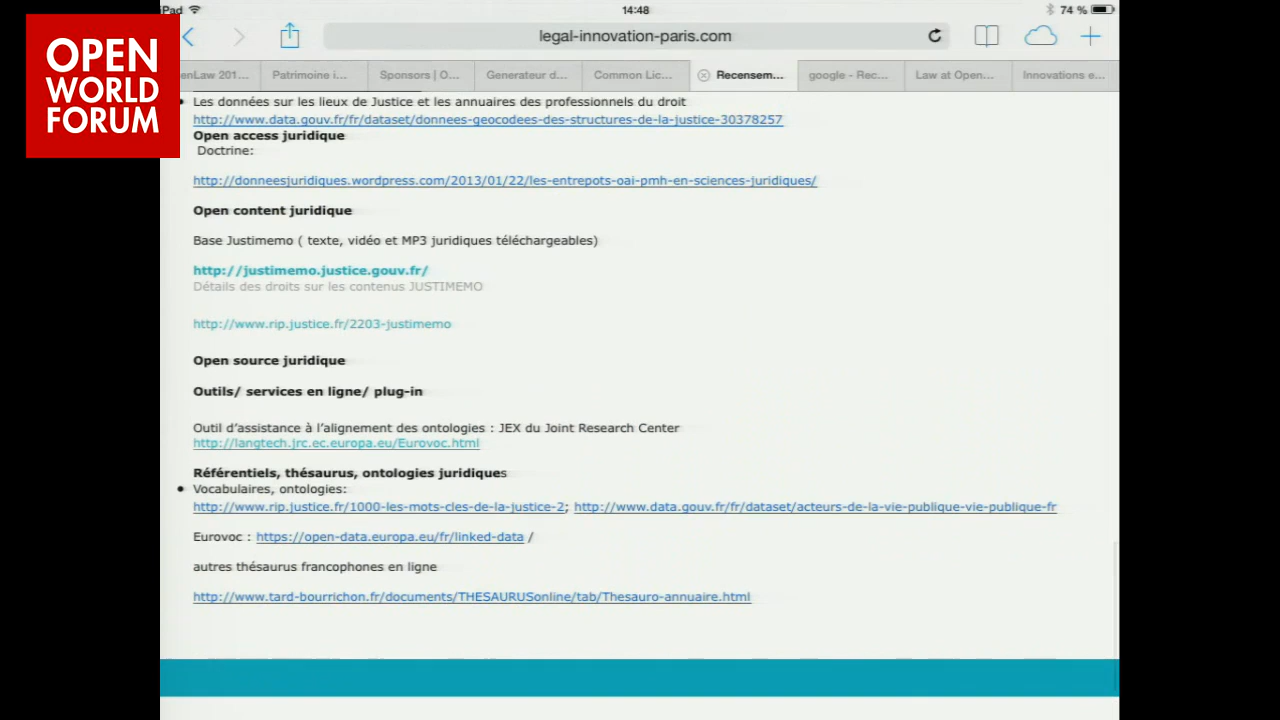 iPad
14:48
74 %
OPEN
WORLD
FORUM
legal-innovation-paris.com
enLaw 201...
Patrimoine i...
Sponsors | O...
Generateur d...
Common Lic...
Recensem...
google - Rec...
Law at Open...
Innovations e...
• Les données sur les lieux de Justice et les annuaires des professionnels du droit
http://www.data.gouv.fr/fr/dataset/donnees-geocodees-des-structures-de-la-justice-30378257
Open access juridique
Doctrine:
http://donneesjuridiques.wordpress.com/2013/01/22/les-entrepots-oai-pmh-en-sciences-juridiques/
Open content juridique
Base Justimemo ( texte, vidéo et MP3 juridiques téléchargeables)
http://justimemo.justice.gouv.fr/
Détails des droits sur les contenus JUSTIMEMO
http://www.rip.justice.fr/2203-justimemo
Open source juridique
Outils/ services en ligne/ plug-in
Outil d'assistance à l'alignement des ontologies : JEX du Joint Research Center
http://langtech.jrc.ec.europa.eu/Eurovoc.html
Référentiels, thésaurus, ontologies juridiques
• Vocabulaires, ontologies:
http://www.rip.justice.fr/1000-les-mots-cles-de-la-justice-2; http://www.data.gouv.fr/fr/dataset/acteurs-de-la-vie-publique-vie-publique-fr
Eurovoc : https://open-data.europa.eu/fr/linked-data /
autres thésaurus francophones en ligne
http://www.tard-bourrichon.fr/documents/THESAURUSonline/tab/Thesauro-annuaire.html